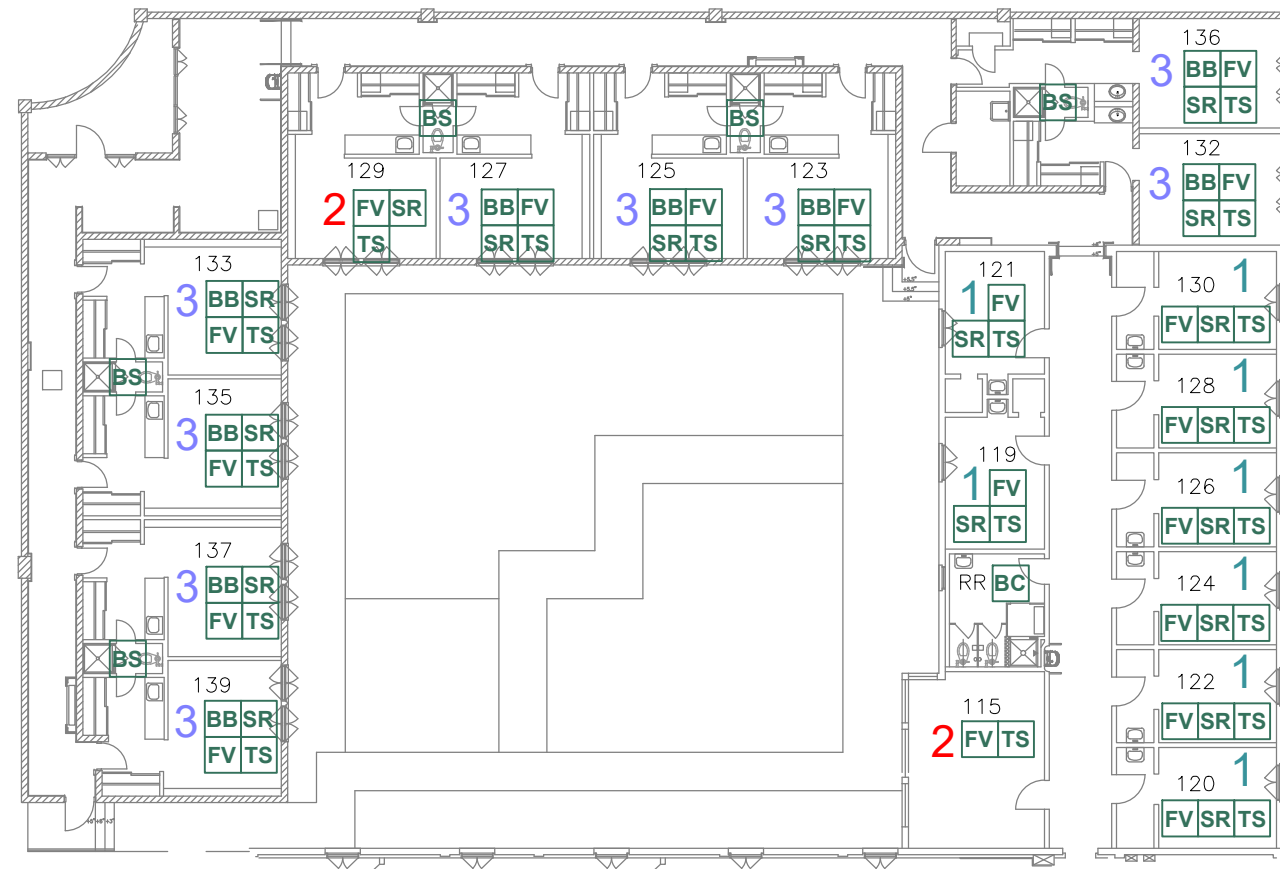 136
3 BB FV
SR TS
BS
BS
BS
132
3 BB FV
SR TS
129
2 FV SR
TS
127
3 BB FV
SR TS
125
3 BB FV
SR TS
123
3 BB FV
SR TS
133
3 BB SR
FV TS
BS
135
3 BB SR
FV TS
137
3 BB SR
FV TS
BS
139
3 BB SR
FV TS
121
1 FV
SR TS
119
1 FV
SR TS
RR BC
115
2 FV TS
130 1
FV SR TS
128 1
FV SR TS
126 1
FV SR TS
124 1
FV SR TS
122 1
FV SR TS
120 1
FV SR TS